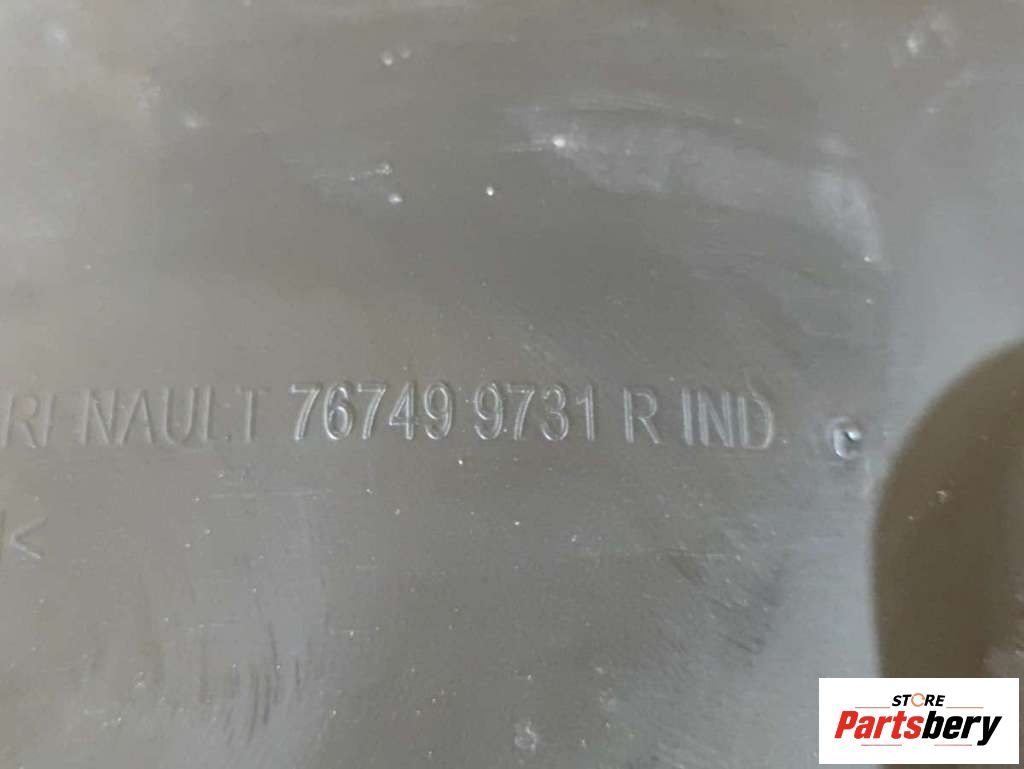 RENAULT 76749 9731 R IND C
K<
STORE
Partsbery